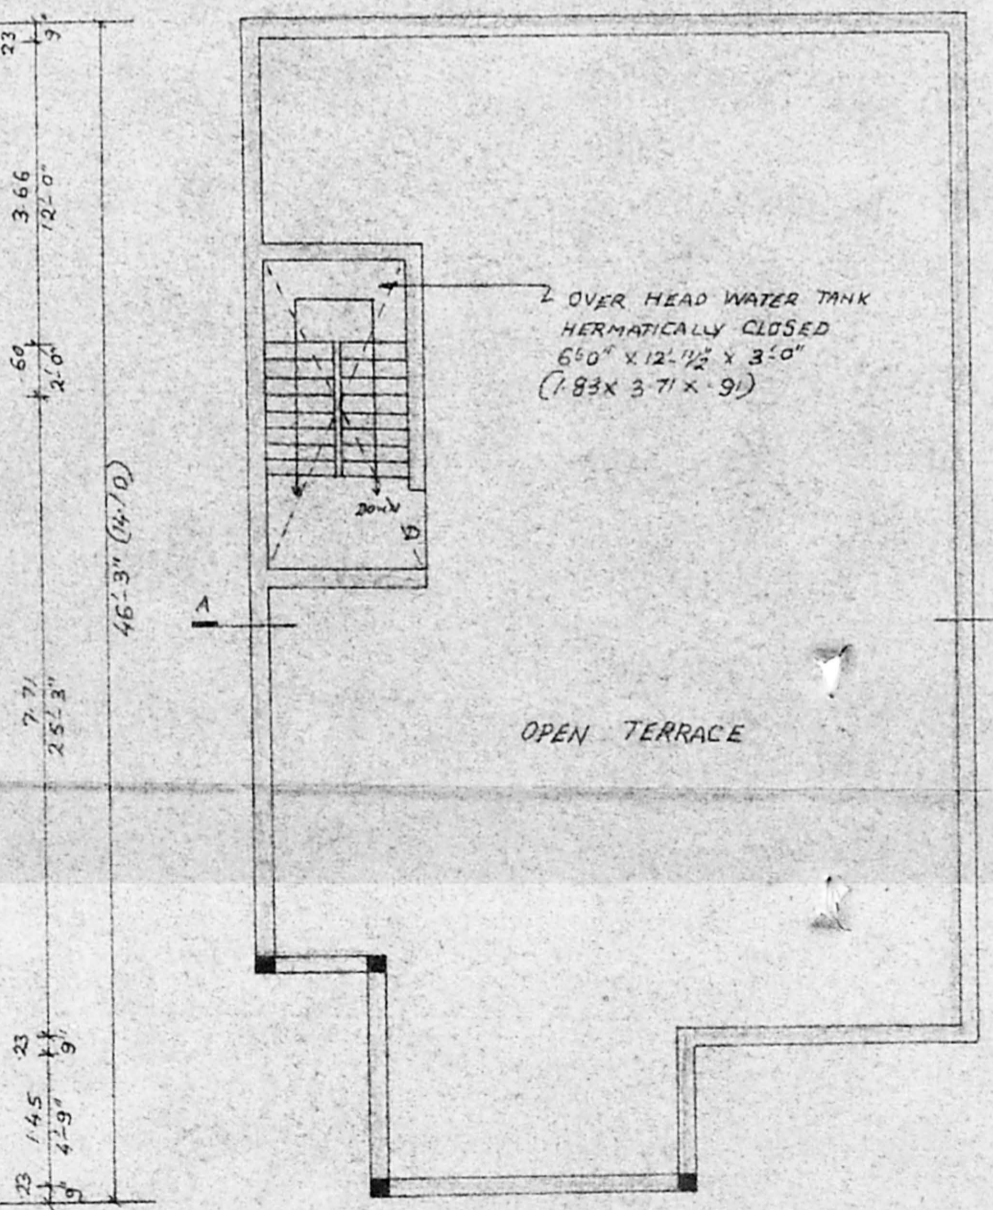 23
9"
3.66
12'-0"
.60
2'-0"
7.71
25'-3"
23
9"
1.45
4'-9"
23
9"
46'-3" (14.10)
OVER HEAD WATER TANK
HERMATICALLY CLOSED
6'-0" x 12'-1½" x 3'-0"
(1.83 x 3.71 x .91)
DOWN
D
A
OPEN TERRACE